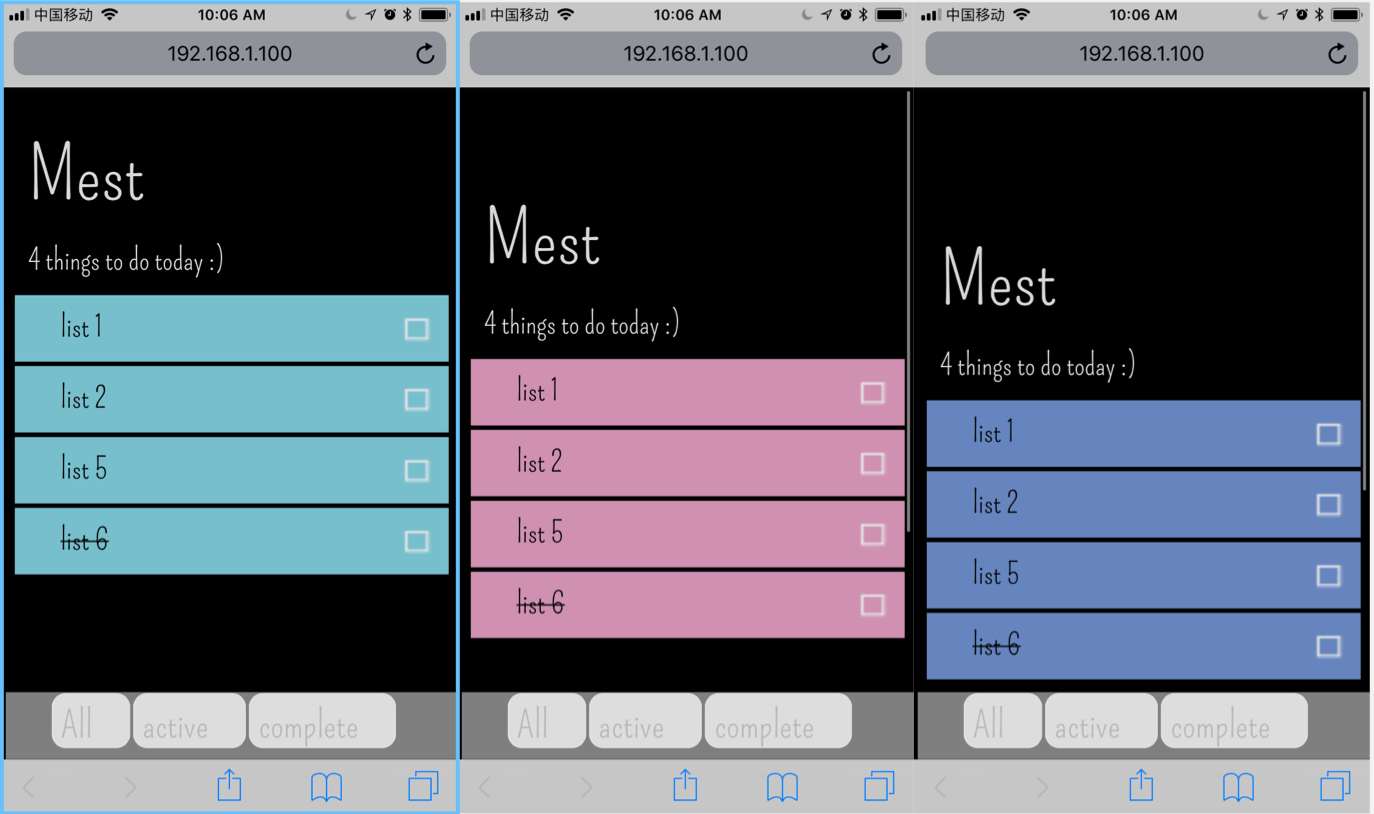 中国移动 10:06 AM
192.168.1.100
Mest
4 things to do today :)
list 1
list 2
list 5
list 6
All active complete
中国移动 10:06 AM
192.168.1.100
Mest
4 things to do today :)
list 1
list 2
list 5
list 6
All active complete
中国移动 10:06 AM
192.168.1.100
Mest
4 things to do today :)
list 1
list 2
list 5
list 6
All active complete